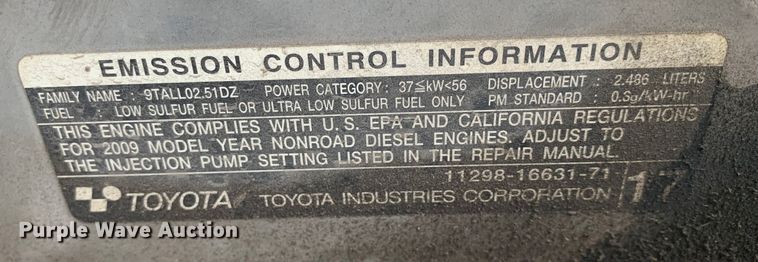 EMISSION CONTROL INFORMATION
FAMILY NAME : 9TALL02.51DZ POWER CATEGORY : 37≦kW<56 DISPLACEMENT : 2.486 LITERS
FUEL : LOW SULFUR FUEL OR ULTRA LOW SULFUR FUEL ONLY PM STANDARD : 0.3g/kW-hr
THIS ENGINE COMPLIES WITH U.S. EPA AND CALIFORNIA REGULATIONS
FOR 2009 MODEL YEAR NONROAD DIESEL ENGINES. ADJUST TO
THE INJECTION PUMP SETTING LISTED IN THE REPAIR MANUAL.
11298-16631-71
TOYOTA TOYOTA INDUSTRIES CORPORATION 17
Purple Wave Auction